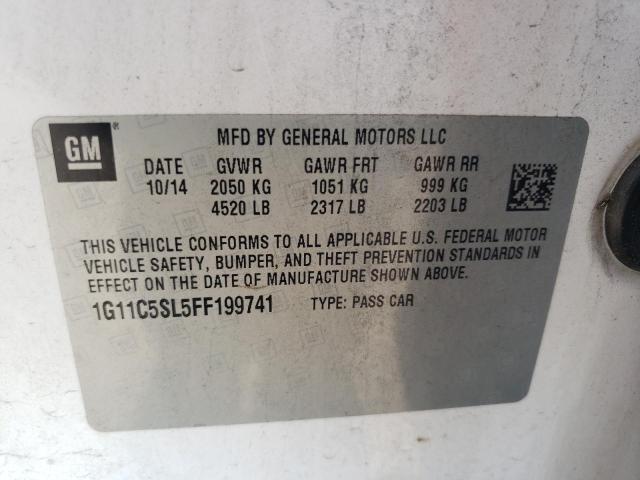 GM®
MFD BY GENERAL MOTORS LLC
DATE GVWR GAWR FRT GAWR RR
10/14 2050 KG 1051 KG 999 KG
4520 LB 2317 LB 2203 LB
THIS VEHICLE CONFORMS TO ALL APPLICABLE U.S. FEDERAL MOTOR
VEHICLE SAFETY, BUMPER, AND THEFT PREVENTION STANDARDS IN
EFFECT ON THE DATE OF MANUFACTURE SHOWN ABOVE.
1G11C5SL5FF199741 TYPE: PASS CAR